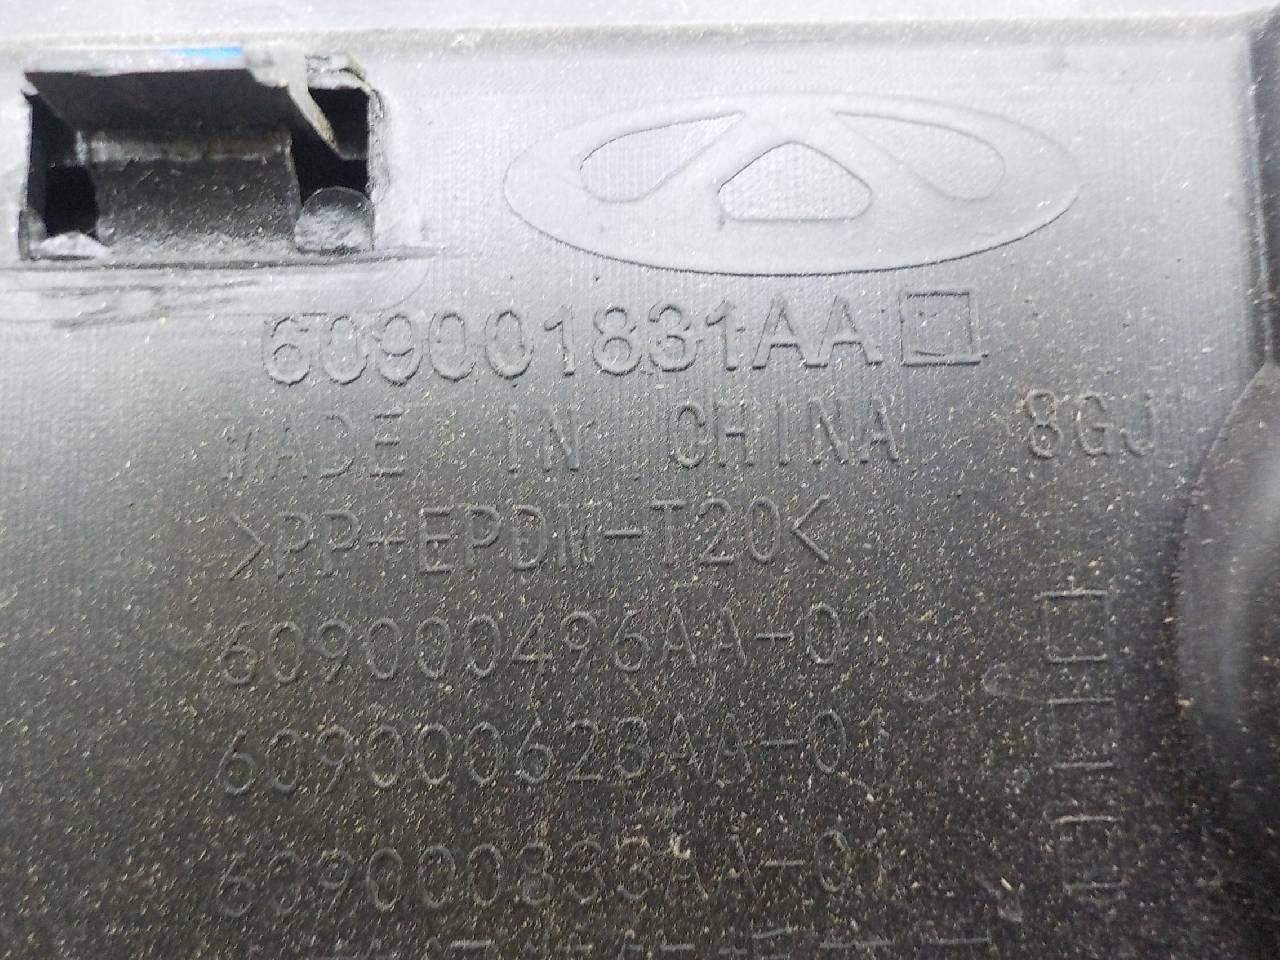 609001831AA
MADE IN CHINA 8GJ
>PP+EPDM-T20<
609000496AA-01
609000623AA-01
609000833AA-01